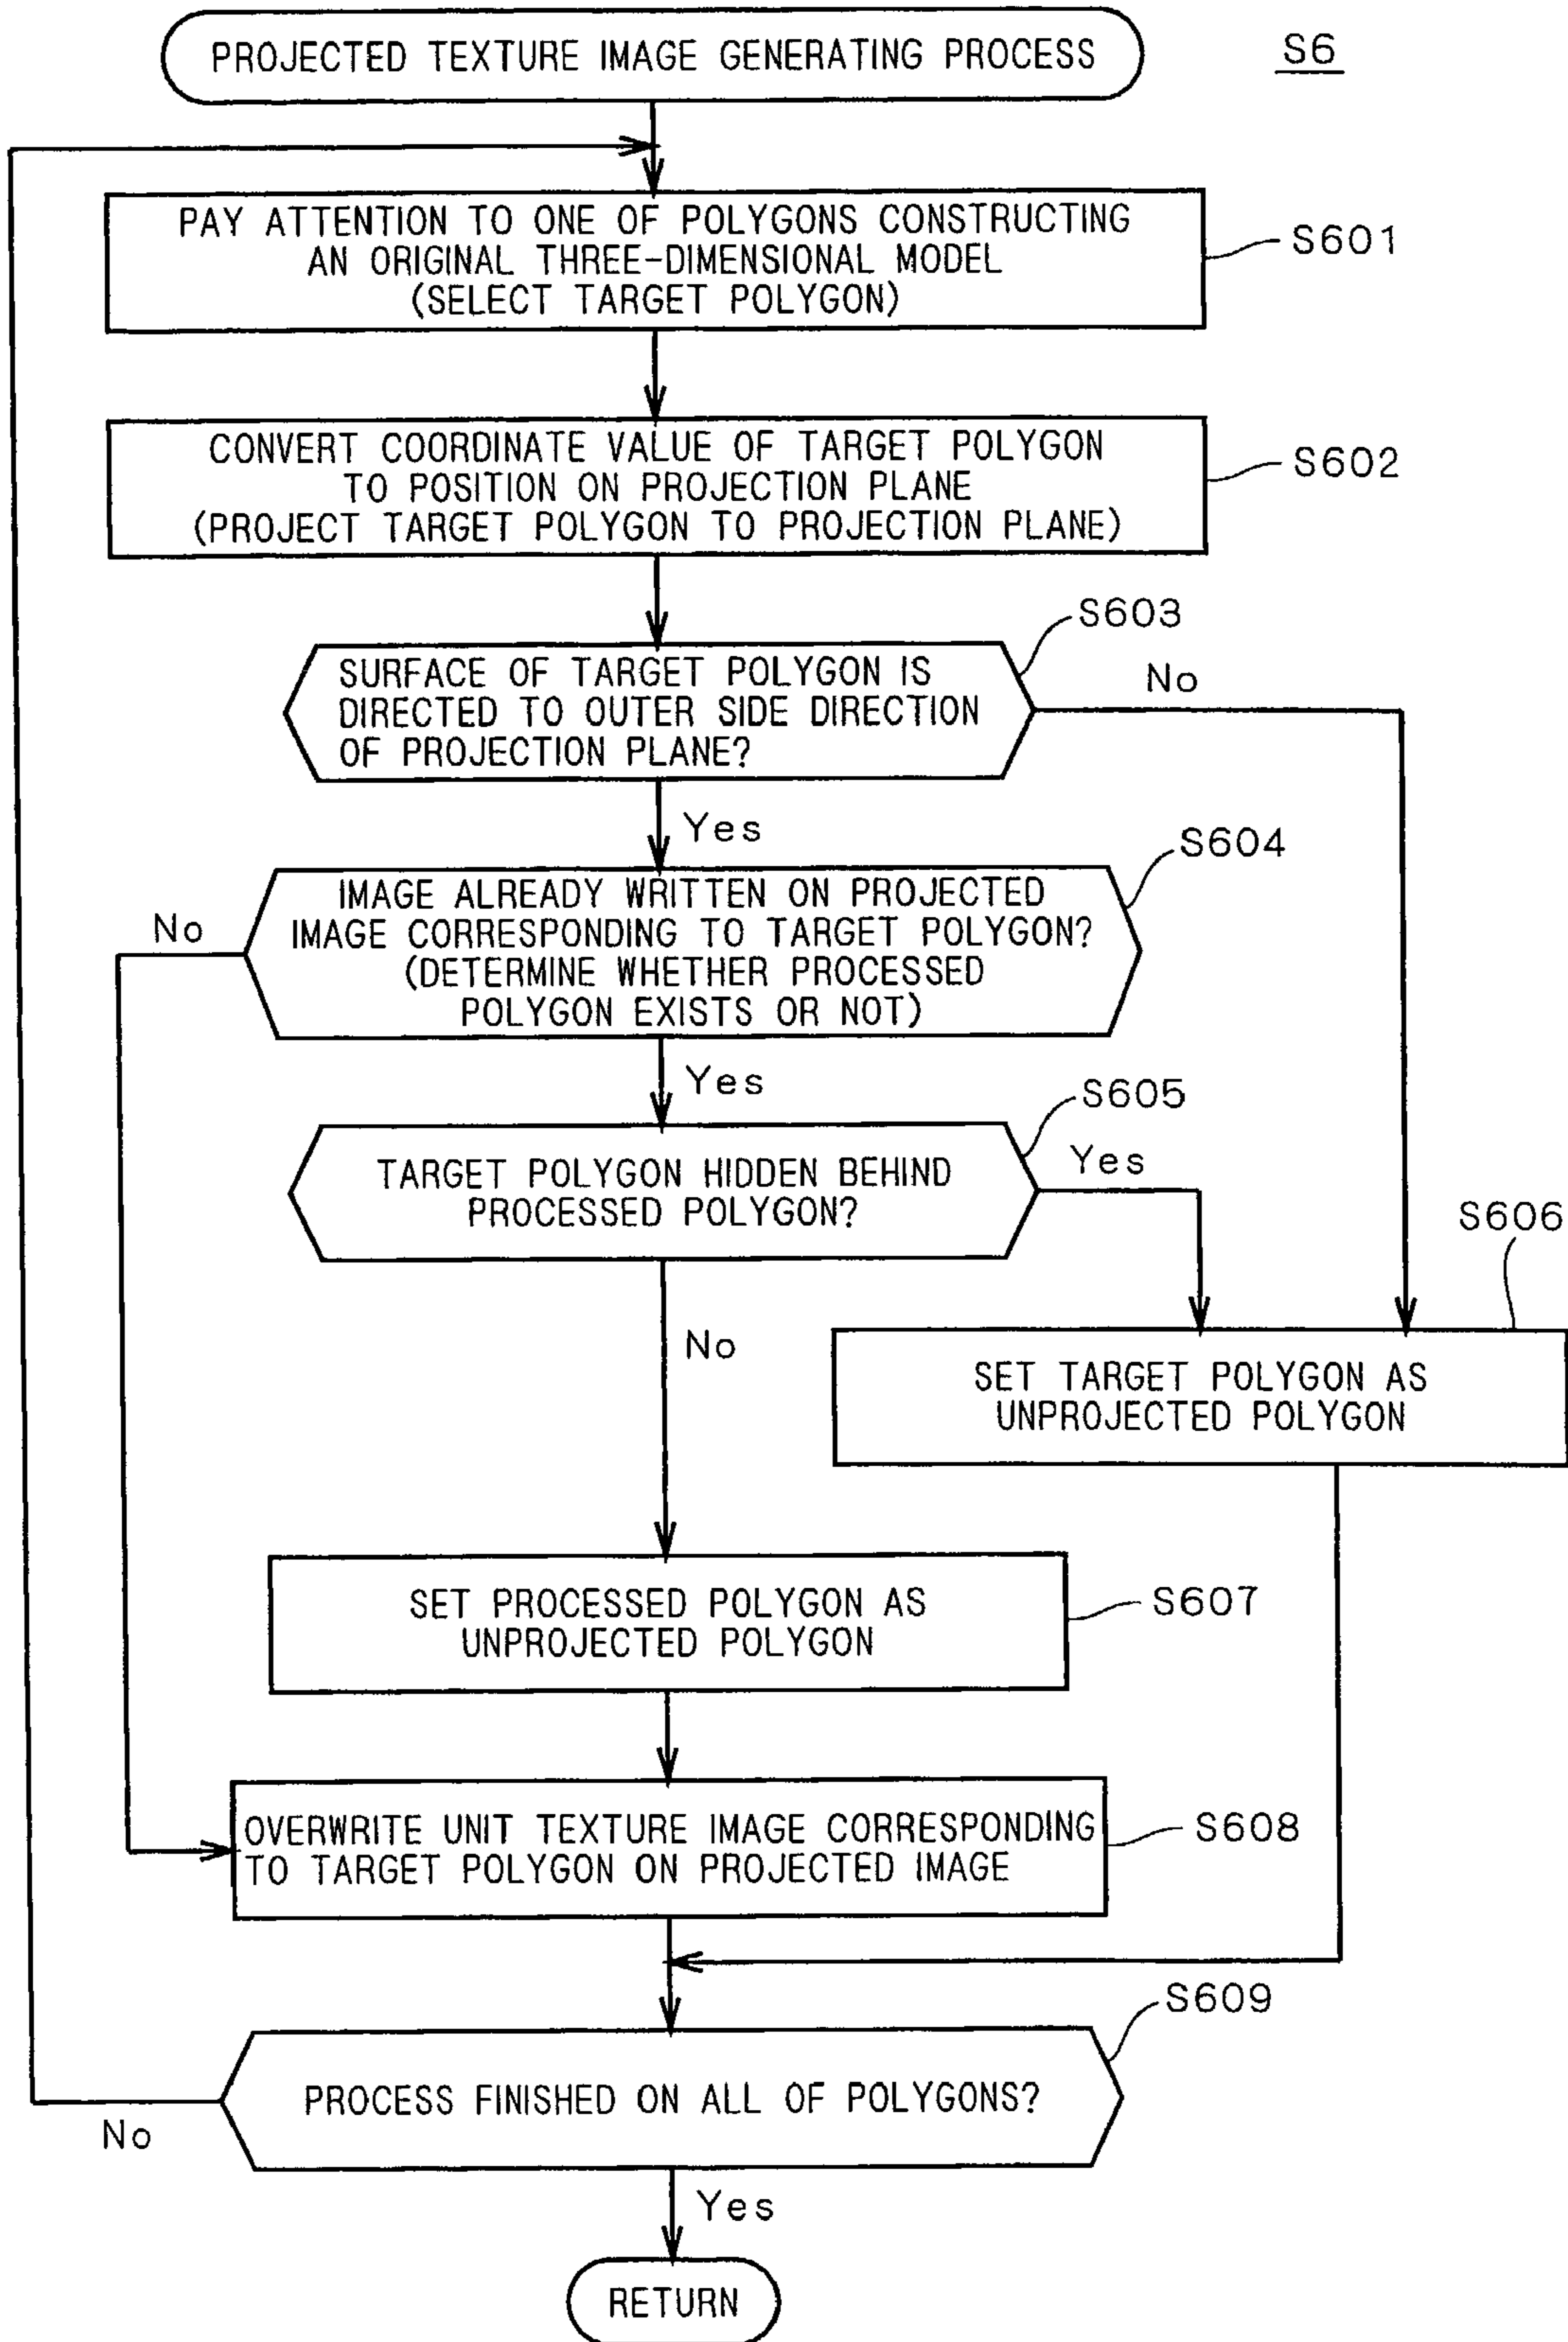 PROJECTED TEXTURE IMAGE GENERATING PROCESS
S6
PAY ATTENTION TO ONE OF POLYGONS CONSTRUCTING
AN ORIGINAL THREE-DIMENSIONAL MODEL
(SELECT TARGET POLYGON)
S601
CONVERT COORDINATE VALUE OF TARGET POLYGON
TO POSITION ON PROJECTION PLANE
(PROJECT TARGET POLYGON TO PROJECTION PLANE)
S602
S603
SURFACE OF TARGET POLYGON IS
DIRECTED TO OUTER SIDE DIRECTION
OF PROJECTION PLANE?
No
Yes
S604
IMAGE ALREADY WRITTEN ON PROJECTED
IMAGE CORRESPONDING TO TARGET POLYGON?
(DETERMINE WHETHER PROCESSED
POLYGON EXISTS OR NOT)
No
Yes
S605
TARGET POLYGON HIDDEN BEHIND
PROCESSED POLYGON?
Yes
No
S606
SET TARGET POLYGON AS
UNPROJECTED POLYGON
SET PROCESSED POLYGON AS
UNPROJECTED POLYGON
S607
OVERWRITE UNIT TEXTURE IMAGE CORRESPONDING
TO TARGET POLYGON ON PROJECTED IMAGE
S608
S609
PROCESS FINISHED ON ALL OF POLYGONS?
No
Yes
RETURN